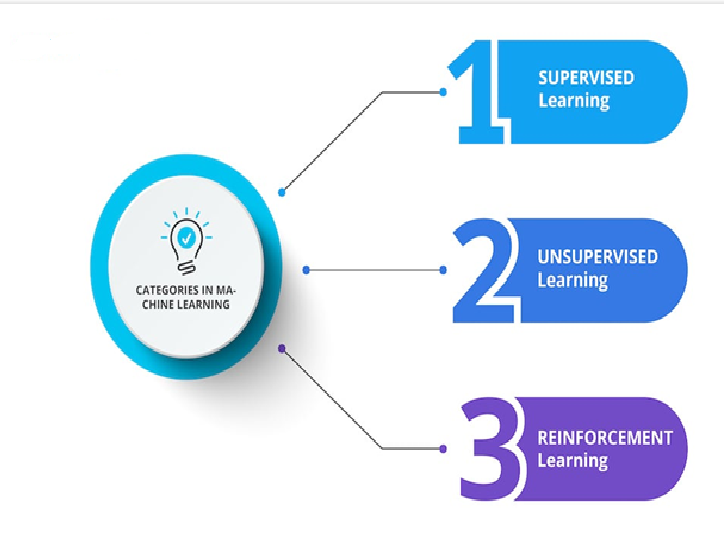 CATEGORIES IN MA-
CHINE LEARNING
1
SUPERVISED
Learning
2
UNSUPERVISED
Learning
3
REINFORCEMENT
Learning